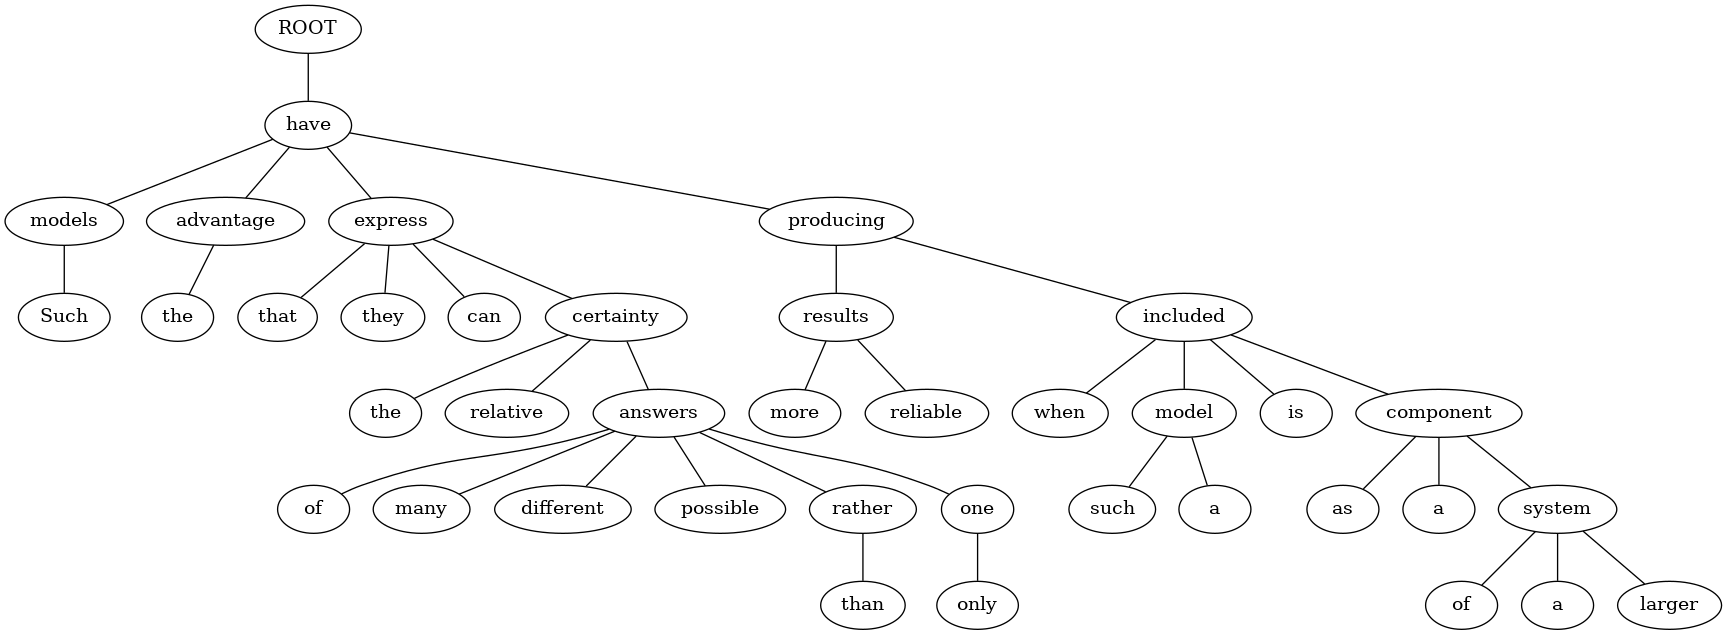 ROOT
have
models advantage express producing
Such the that they can certainty results included
the relative answers more reliable when model is component
of many different possible rather one such a as a system
than only of a larger